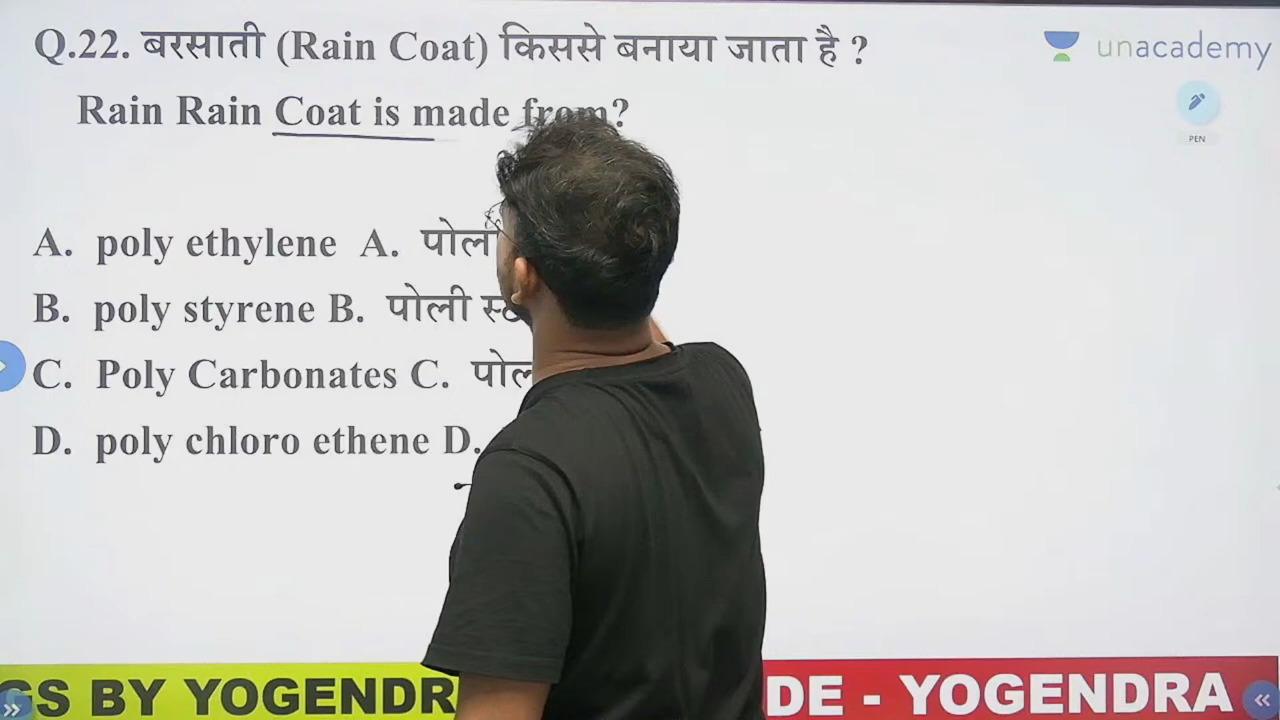 Q.22. बरसाती (Rain Coat) किससे बनाया जाता है ?
unacademy
Rain Rain Coat is made from?
PEN
A. poly ethylene A.
B. poly styrene B. पोली
C. Poly Carbonates C.
D. poly chloro ethene D.
GS BY YOGENDR
DE - YOGENDRA